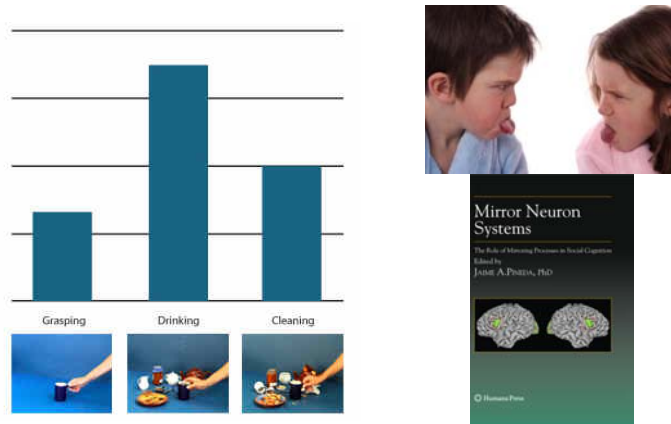 Grasping
Drinking
Cleaning
Mirror Neuron
Systems
The Role of Mirroring Processes in Social Cognition
Edited by
JAIME A. PINEDA, PhD
Humana Press